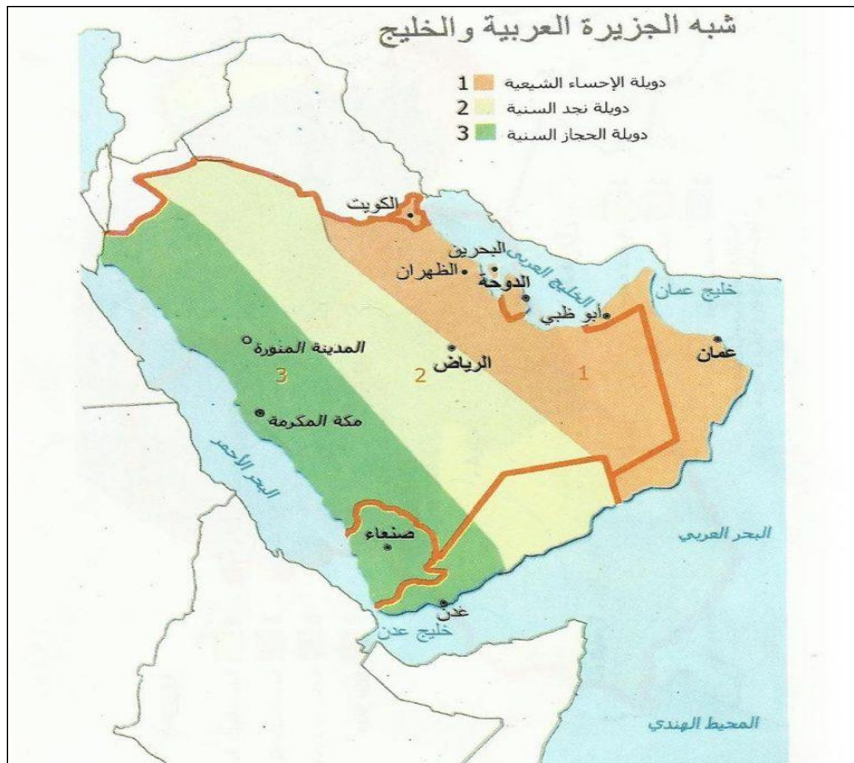 شبه الجزيرة العربية والخليج
1 دويلة الإحساء الشيعية
2 دويلة نجد السنية
3 دويلة الحجاز السنية
الكويت
البحرين
الظهران
الخليج العربى
الدوحة
خليج عمان
أبو ظبي
عمان
المدينة المنورة
الرياض
3
2
1
مكة المكرمة
البحر الأحمر
صنعاء
البحر العربي
عدن
خليج عدن
المحيط الهندي